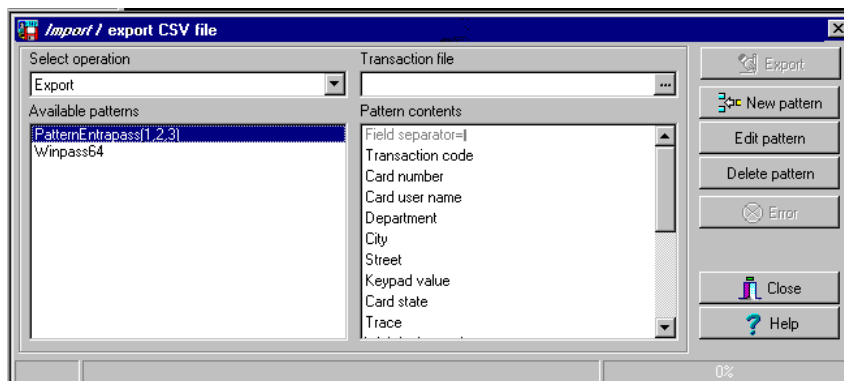 Import / export CSV file
Select operation
Export
Available patterns
PatternEntrapass(1,2,3)
Winpass64
Transaction file
...
Pattern contents
Field separator=|
Transaction code
Card number
Card user name
Department
City
Street
Keypad value
Card state
Trace
Export
New pattern
Edit pattern
Delete pattern
Error
Close
Help
0%